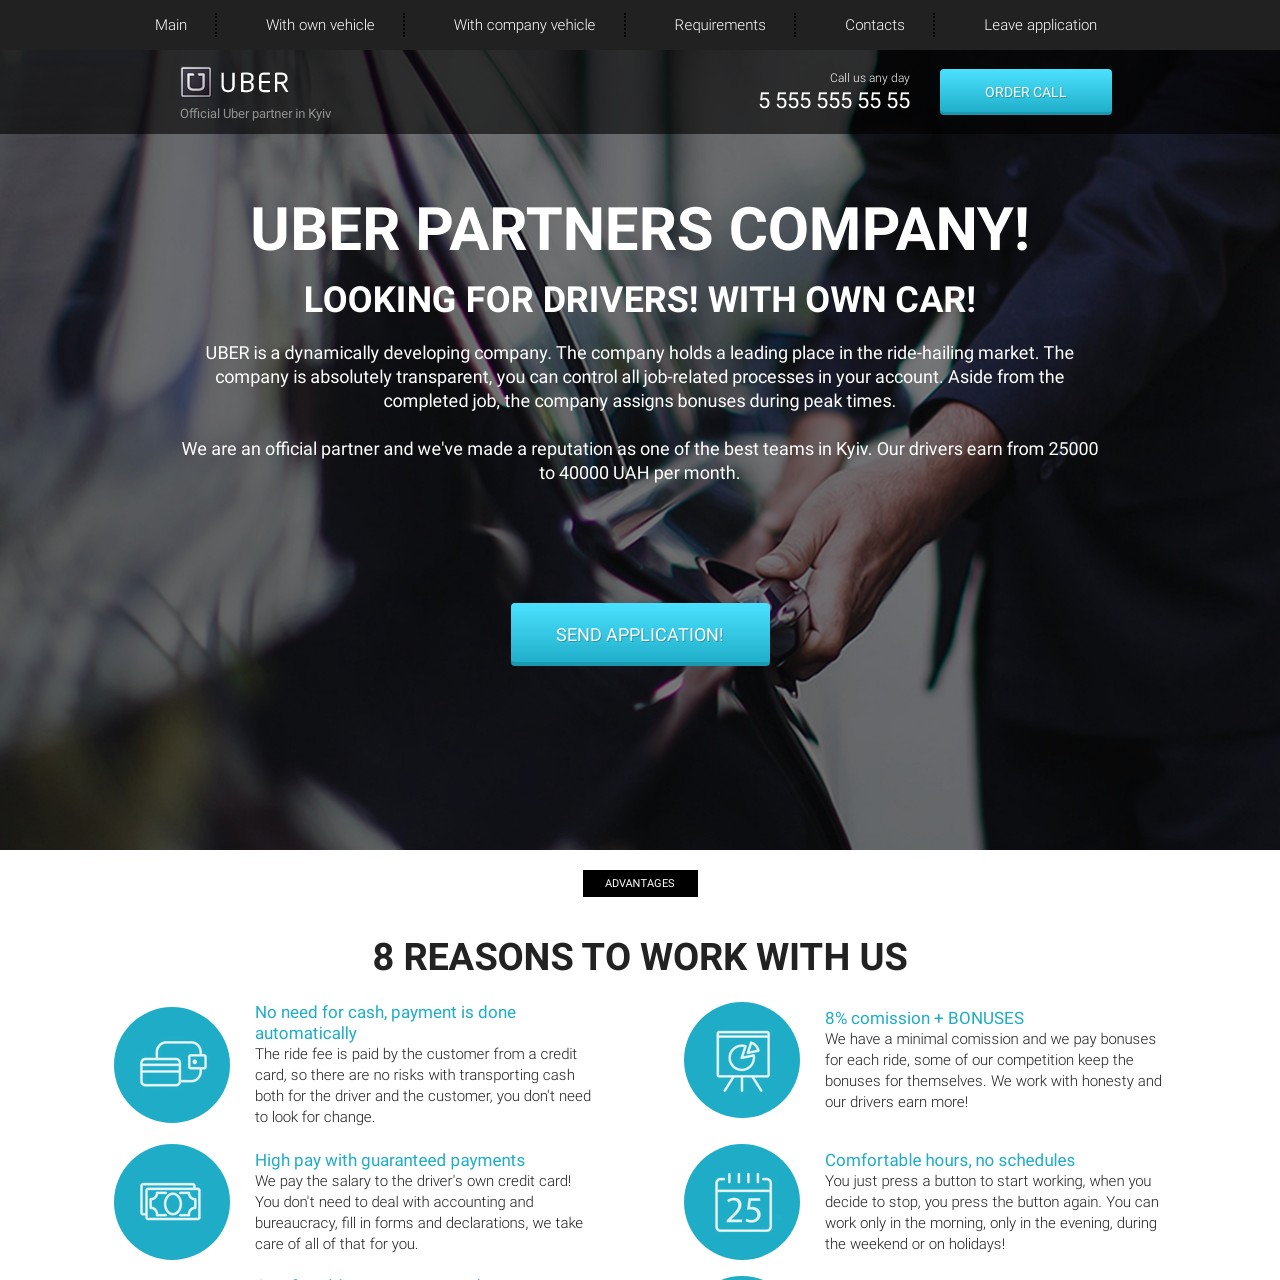 Main
With own vehicle
With company vehicle
Requirements
Contacts
Leave application
UBER
Official Uber partner in Kyiv
Call us any day
5 555 555 55 55
ORDER CALL
UBER PARTNERS COMPANY!
LOOKING FOR DRIVERS! WITH OWN CAR!
UBER is a dynamically developing company. The company holds a leading place in the ride-hailing market. The
company is absolutely transparent, you can control all job-related processes in your account. Aside from the
completed job, the company assigns bonuses during peak times.
We are an official partner and we've made a reputation as one of the best teams in Kyiv. Our drivers earn from 25000
to 40000 UAH per month.
SEND APPLICATION!
ADVANTAGES
8 REASONS TO WORK WITH US
No need for cash, payment is done
automatically
The ride fee is paid by the customer from a credit
card, so there are no risks with transporting cash
both for the driver and the customer, you don't need
to look for change.
8% comission + BONUSES
We have a minimal comission and we pay bonuses
for each ride, some of our competition keep the
bonuses for themselves. We work with honesty and
our drivers earn more!
High pay with guaranteed payments
We pay the salary to the driver's own credit card!
You don't need to deal with accounting and
bureaucracy, fill in forms and declarations, we take
care of all of that for you.
25
Comfortable hours, no schedules
You just press a button to start working, when you
decide to stop, you press the button again. You can
work only in the morning, only in the evening, during
the weekend or on holidays!